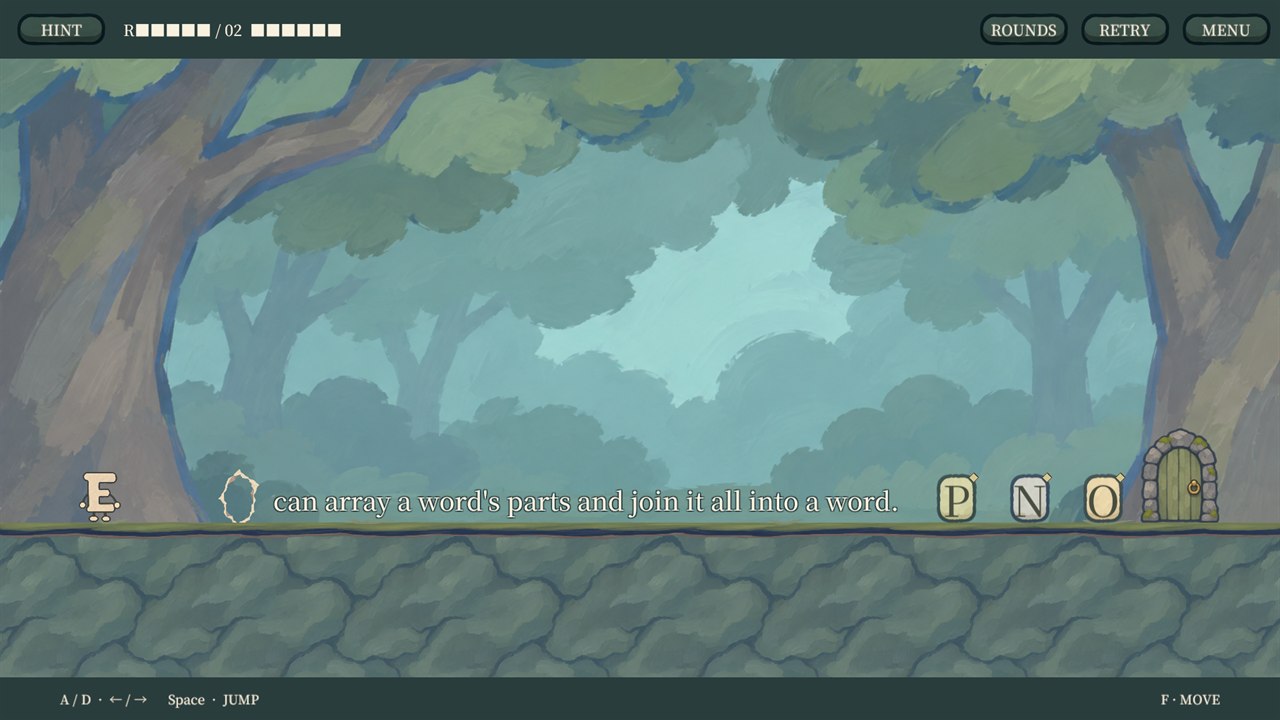 HINT
R■■■■■ / 02 ■■■■■■
ROUNDS
RETRY
MENU
E
can array a word's parts and join it all into a word.
P N O
A / D · ←/→ Space · JUMP
F · MOVE